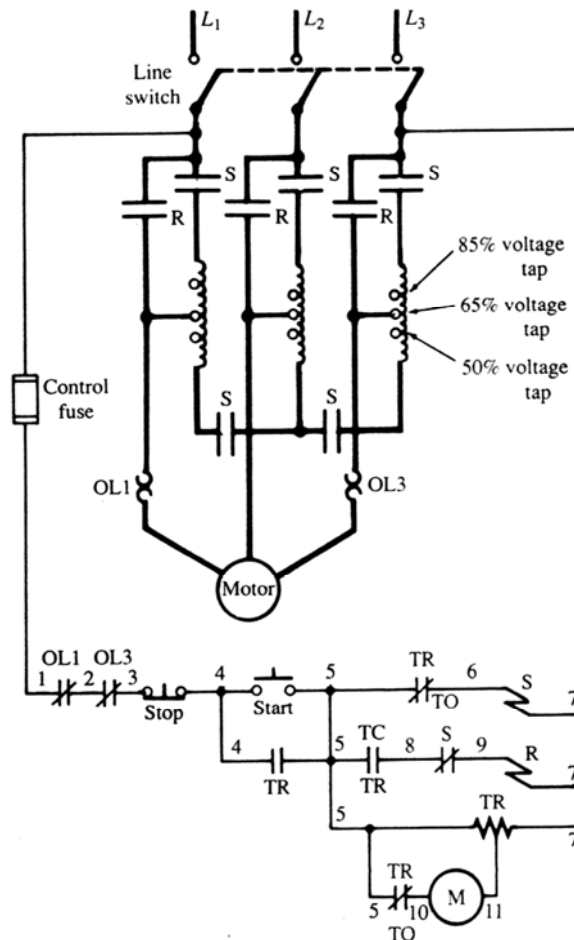 L1 L2 L3
Line
switch
S S S
R R R
85% voltage
tap
65% voltage
tap
50% voltage
tap
Control
fuse
S S
OL1 OL3
Motor
OL1 OL3 4 5 TR 6 S
1 2 3 TO 7
Stop Start
4 5 TC 8 S 9 R
TR TR 7
5 TR 7
TR M
5 10 11
TO